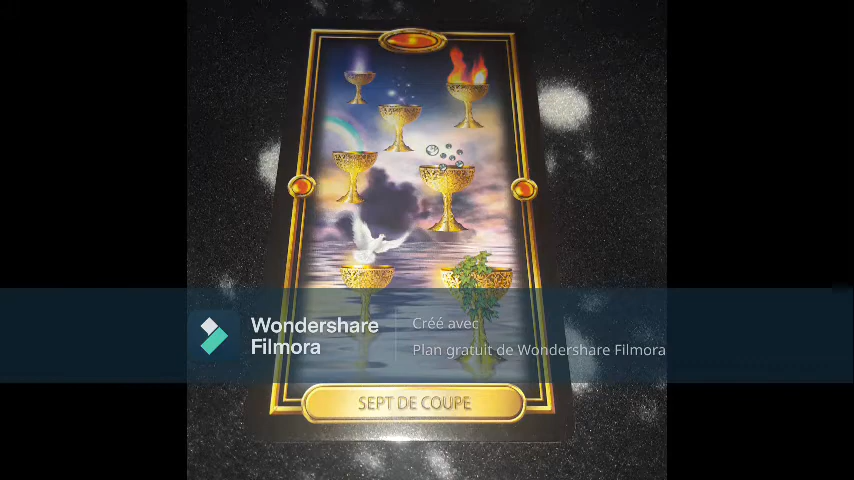 Wondershare
Filmora
Créé avec
Plan gratuit de Wondershare Filmora
SEPT DE COUPE